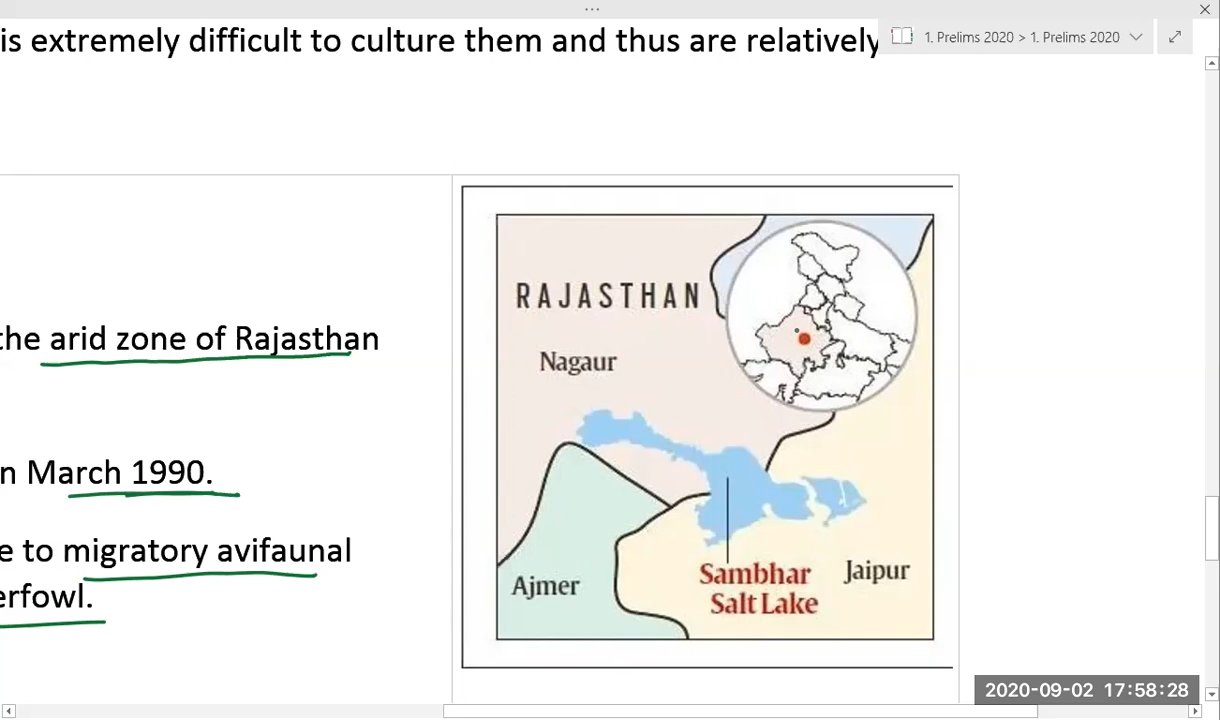 is extremely difficult to culture them and thus are relatively
1. Prelims 2020 > 1. Prelims 2020
the arid zone of Rajasthan
n March 1990.
e to migratory avifaunal
erfowl.
RAJASTHAN
Nagaur
Ajmer
Sambhar
Salt Lake
Jaipur
2020-09-02 17:58:28